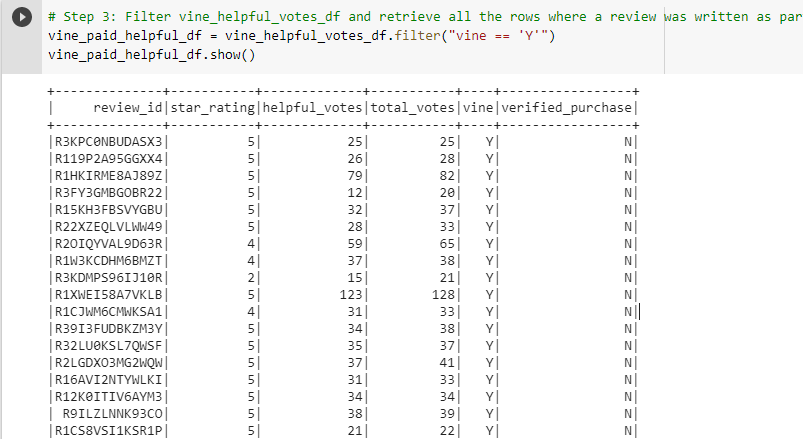 # Step 3: Filter vine_helpful_votes_df and retrieve all the rows where a review was written as par
vine_paid_helpful_df = vine_helpful_votes_df.filter("vine == 'Y'")
vine_paid_helpful_df.show()
+--------------+-----------+-------------+-----------+----+-----------------+
|     review_id|star_rating|helpful_votes|total_votes|vine|verified_purchase|
+--------------+-----------+-------------+-----------+----+-----------------+
|R3KPC0NBUDASX3|          5|           25|         25|   Y|                N|
|R119P2A95GGXX4|          5|           26|         28|   Y|                N|
|R1HKIRME8AJ89Z|          5|           79|         82|   Y|                N|
|R3FY3GMBGOBR22|          5|           12|         20|   Y|                N|
|R15KH3FBSVYGBU|          5|           32|         37|   Y|                N|
|R22XZEQLVLWW49|          5|           28|         33|   Y|                N|
|R2OIQYVAL9D63R|          4|           59|         65|   Y|                N|
|R1W3KCDHM6BMZT|          4|           37|         38|   Y|                N|
|R3KDMPS96IJ10R|          2|           15|         21|   Y|                N|
|R1XWEI58A7VKLB|          5|          123|        128|   Y|                N|
|R1CJWM6CMWKSA1|          4|           31|         33|   Y|                N|
|R39I3FUDBKZM3Y|          5|           34|         38|   Y|                N|
|R32LU0KSL7QWSF|          5|           35|         37|   Y|                N|
|R2LGDXO3MG2WQW|          5|           37|         41|   Y|                N|
|R16AVI2NTYWLKI|          5|           31|         33|   Y|                N|
|R12K0ITIV6AYM3|          5|           34|         34|   Y|                N|
| R9ILZLNNK93CO|          5|           38|         39|   Y|                N|
|R1CS8VSI1KSR1P|          5|           21|         22|   Y|                N|